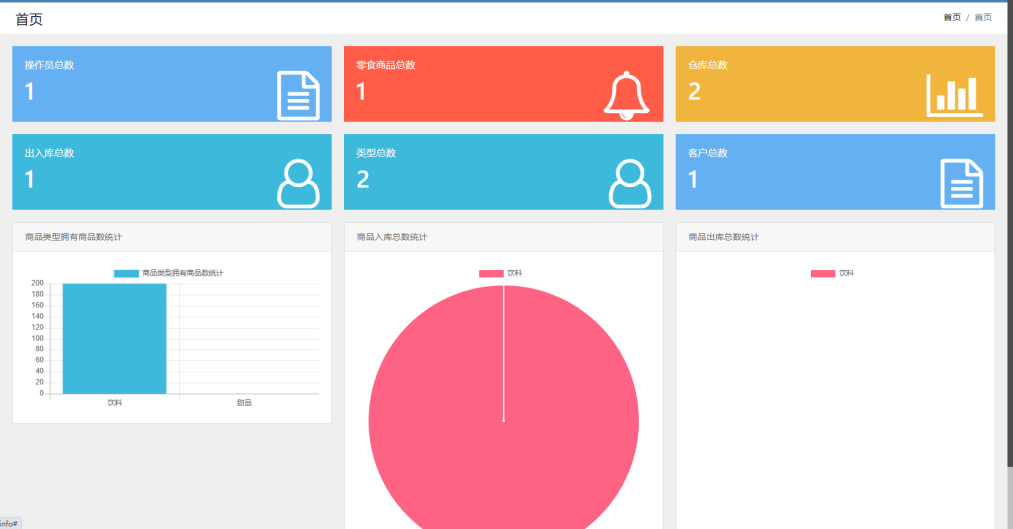 首页
首页 / 首页
操作员总数
1
零食商品总数
1
仓库总数
2
出入库总数
1
类型总数
2
客户总数
1
商品类型拥有商品数统计
商品类型拥有商品数统计
200
180
160
140
120
100
80
60
40
20
0
饮料
甜品
商品入库总数统计
饮料
商品出库总数统计
饮料
info#